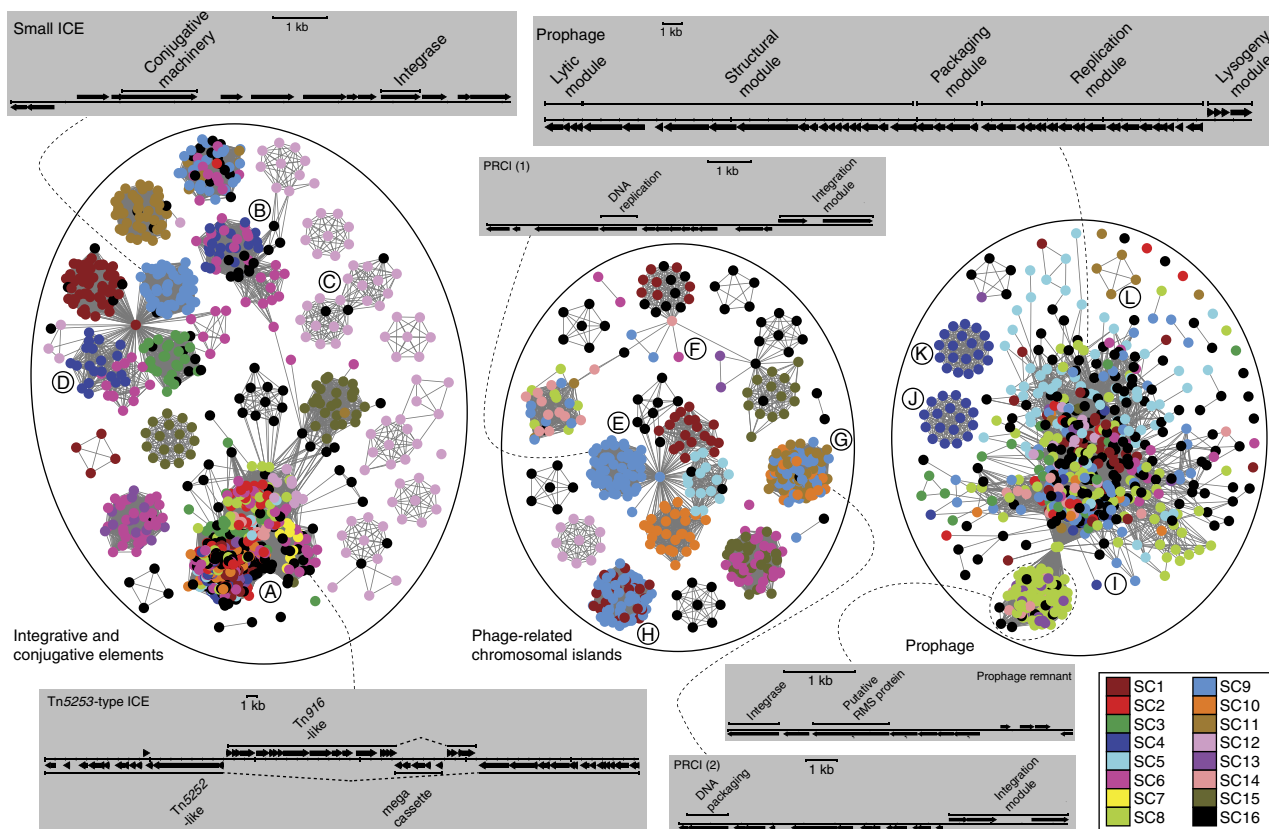 Small ICE
1 kb
Conjugative
machinery
Integrase
Prophage
1 kb
Lytic
module
Structural
module
Packaging
module
Replication
module
Lysogeny
module
PRCI (1)
1 kb
DNA
replication
Integration
module
A
B
C
D
E
F
G
H
I
J
K
L
Integrative and
conjugative elements
Phage-related
chromosomal islands
Prophage
Tn5253-type ICE
1 kb
Tn916
-like
Tn5252
-like
mega
cassette
1 kb
Prophage remnant
Integrase
Putative
RMS protein
PRCI (2)
1 kb
DNA
packaging
Integration
module
SC1 SC9
SC2 SC10
SC3 SC11
SC4 SC12
SC5 SC13
SC6 SC14
SC7 SC15
SC8 SC16